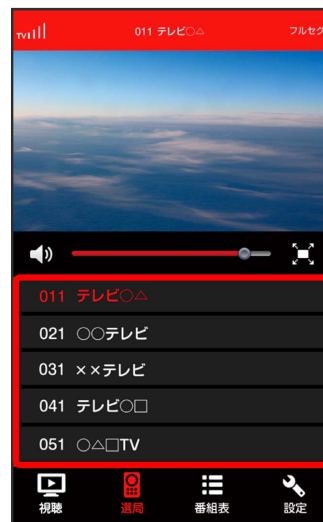 TV 011 テレビ○△ フルセグ
011 テレビ○△
021 ○○テレビ
031 ××テレビ
041 テレビ○□
051 ○△□TV
視聴 選局 番組表 設定